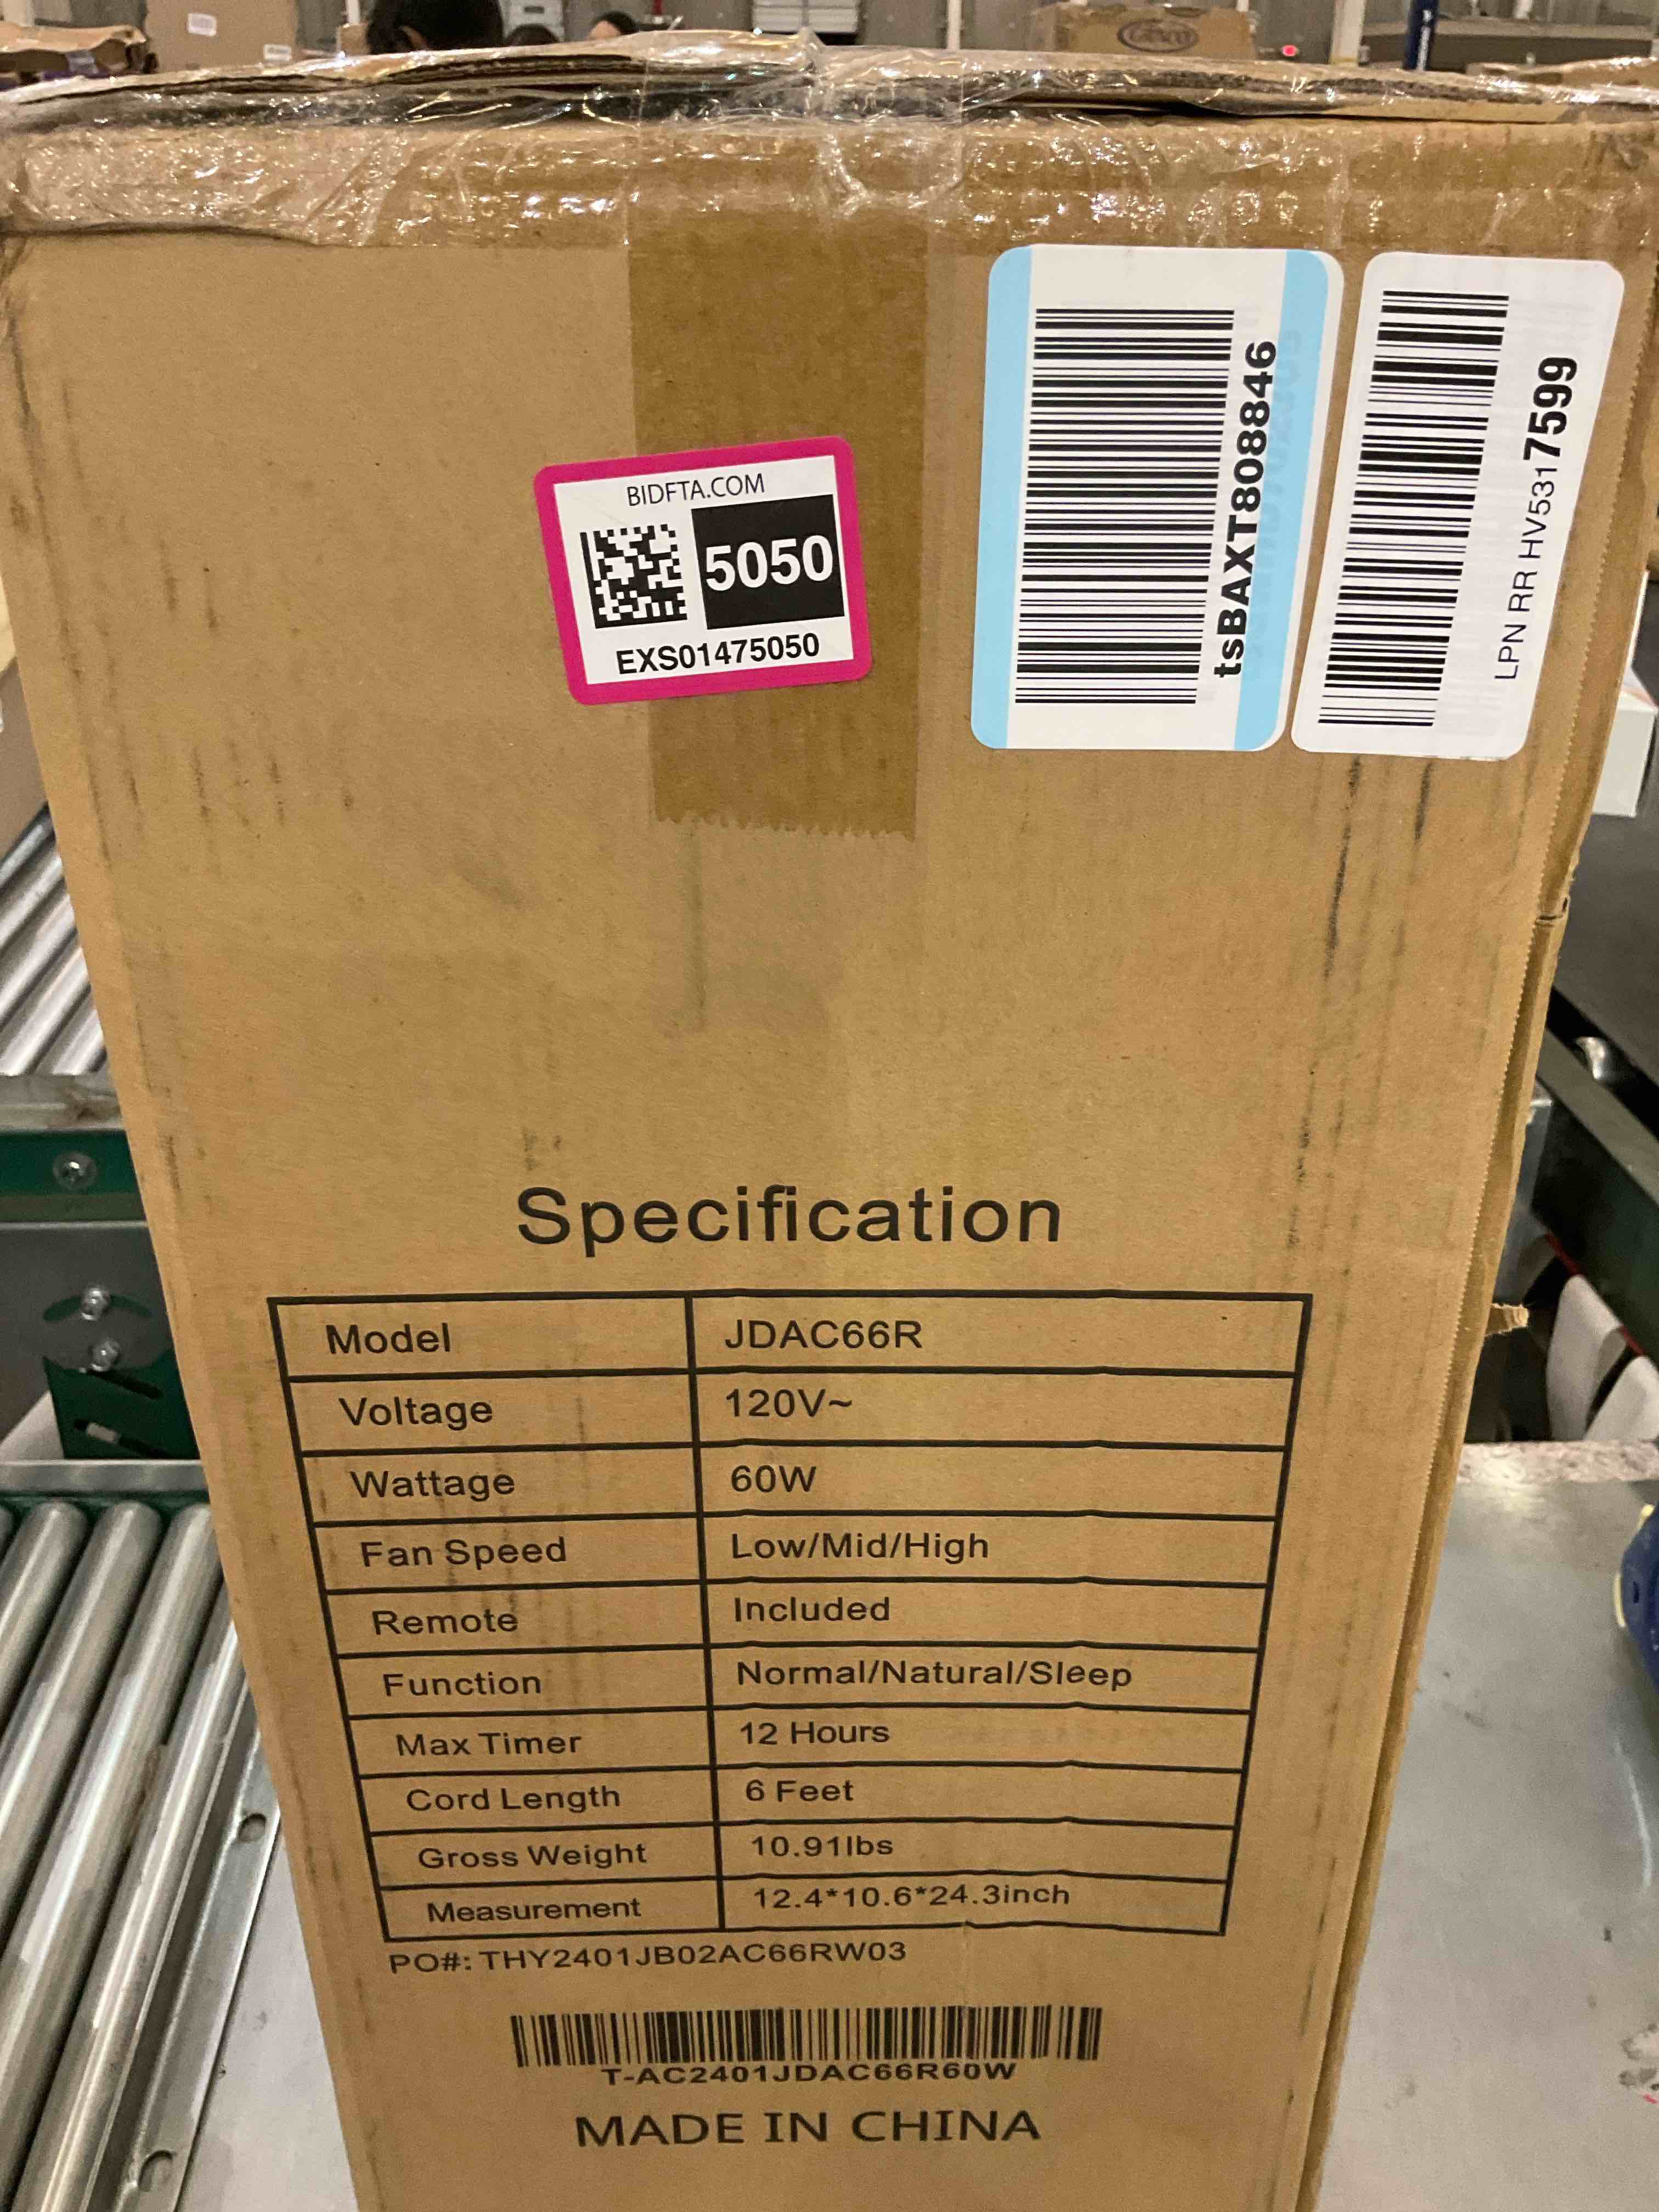 BIDFTA.COM
5050
EXS01475050
tsBAXT808846
LPN RR HV5317599
Specification
Model JDAC66R
Voltage 120V~
Wattage 60W
Fan Speed Low/Mid/High
Remote Included
Function Normal/Natural/Sleep
Max Timer 12 Hours
Cord Length 6 Feet
Gross Weight 10.91lbs
Measurement 12.4*10.6*24.3inch
PO#: THY2401JB02AC66RW03
T-AC2401JDAC66R60W
MADE IN CHINA